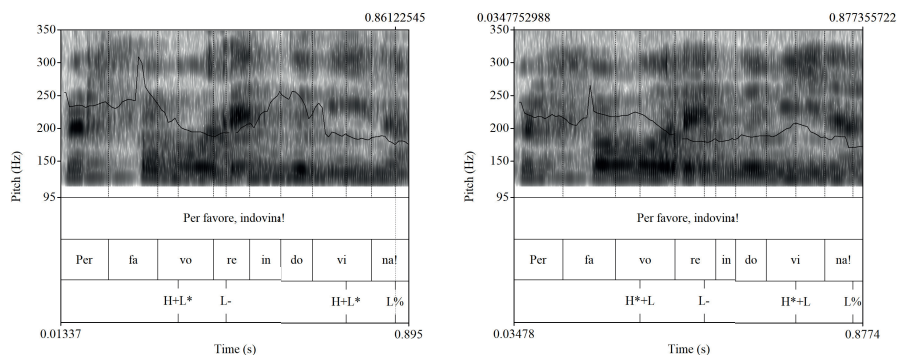 0.86122545
350
300
250
200
150
95
Pitch (Hz)
Per favore, indovina!
Per fa vo re in do vi na!
H+L* L- H+L* L%
0.01337 0.895
Time (s)
0.0347752988 0.877355722
350
300
250
200
150
95
Pitch (Hz)
Per favore, indovina!
Per fa vo re in do vi na!
H*+L L- H*+L L%
0.03478 0.8774
Time (s)